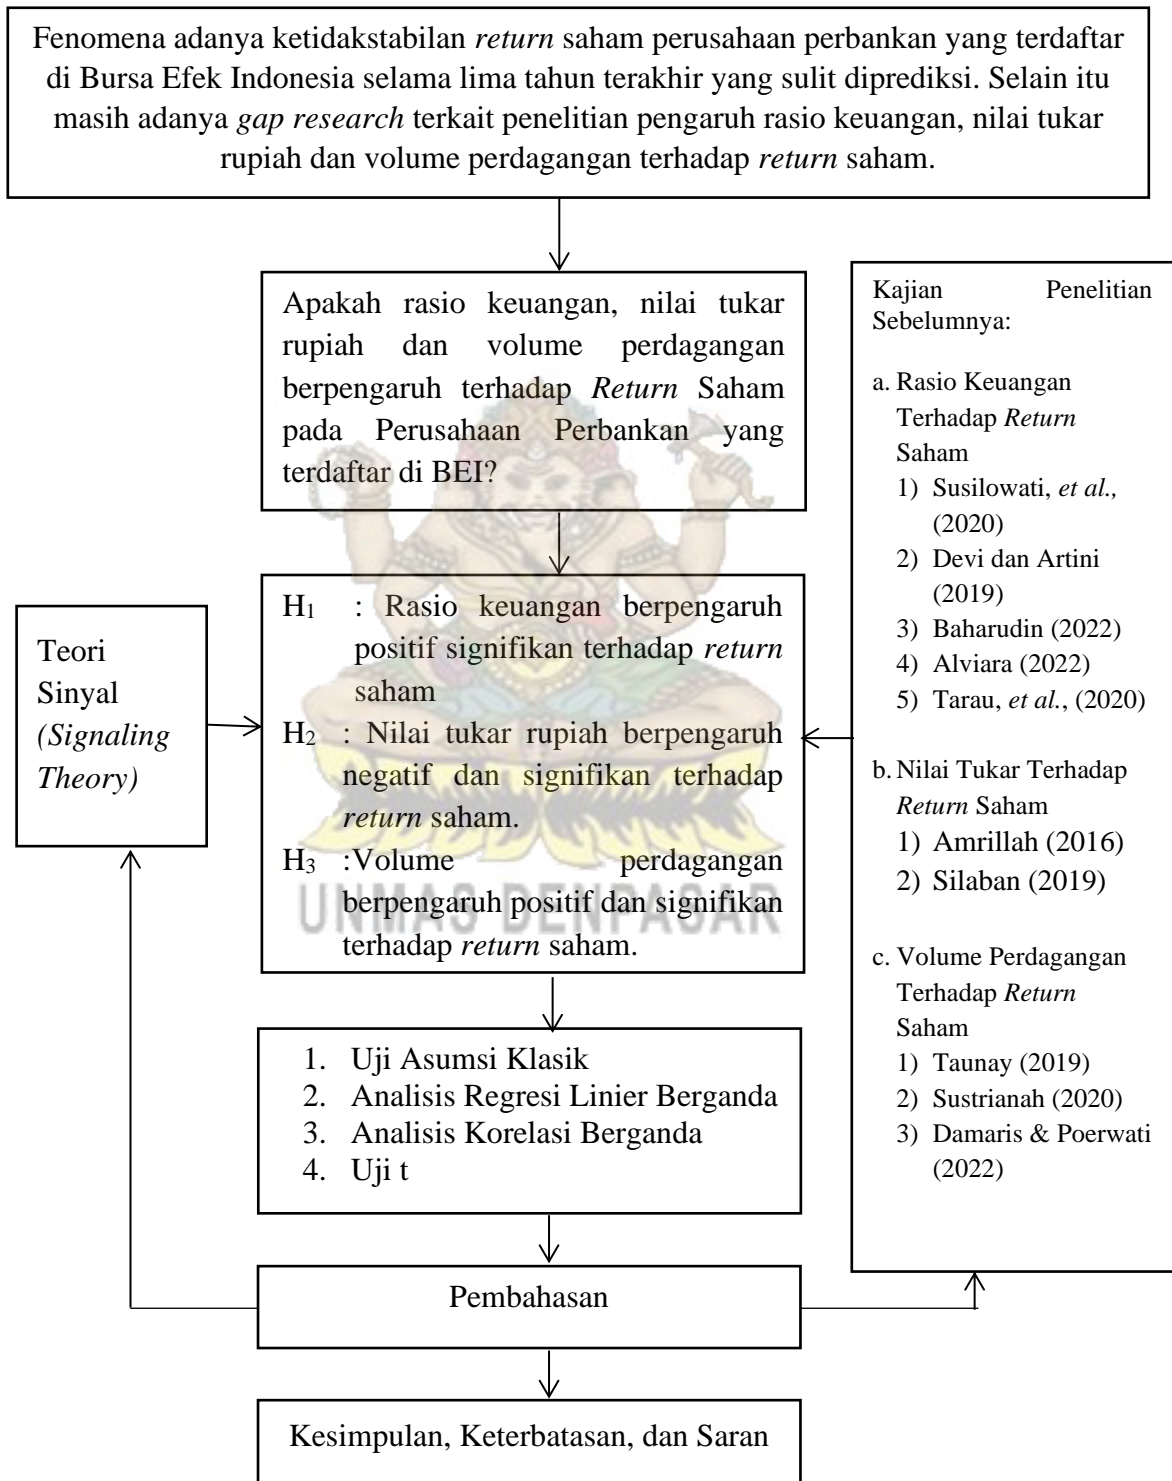 Fenomena adanya ketidakstabilan return saham perusahaan perbankan yang terdaftar
di Bursa Efek Indonesia selama lima tahun terakhir yang sulit diprediksi. Selain itu
masih adanya gap research terkait penelitian pengaruh rasio keuangan, nilai tukar
rupiah dan volume perdagangan terhadap return saham.
Apakah rasio keuangan, nilai tukar
rupiah dan volume perdagangan
berpengaruh terhadap Return Saham
pada Perusahaan Perbankan yang
terdaftar di BEI?
Teori
Sinyal
(Signaling
Theory)
H1 : Rasio keuangan berpengaruh
positif signifikan terhadap return
saham
H2 : Nilai tukar rupiah berpengaruh
negatif dan signifikan terhadap
return saham.
H3 :Volume perdagangan
berpengaruh positif dan signifikan
terhadap return saham.
UNMAS DENPASAR
Kajian Penelitian
Sebelumnya:
a. Rasio Keuangan
Terhadap Return
Saham
1) Susilowati, et al.,
(2020)
2) Devi dan Artini
(2019)
3) Baharudin (2022)
4) Alviara (2022)
5) Tarau, et al., (2020)
b. Nilai Tukar Terhadap
Return Saham
1) Amrillah (2016)
2) Silaban (2019)
c. Volume Perdagangan
Terhadap Return
Saham
1) Taunay (2019)
2) Sustrianah (2020)
3) Damaris & Poerwati
(2022)
1. Uji Asumsi Klasik
2. Analisis Regresi Linier Berganda
3. Analisis Korelasi Berganda
4. Uji t
Pembahasan
Kesimpulan, Keterbatasan, dan Saran